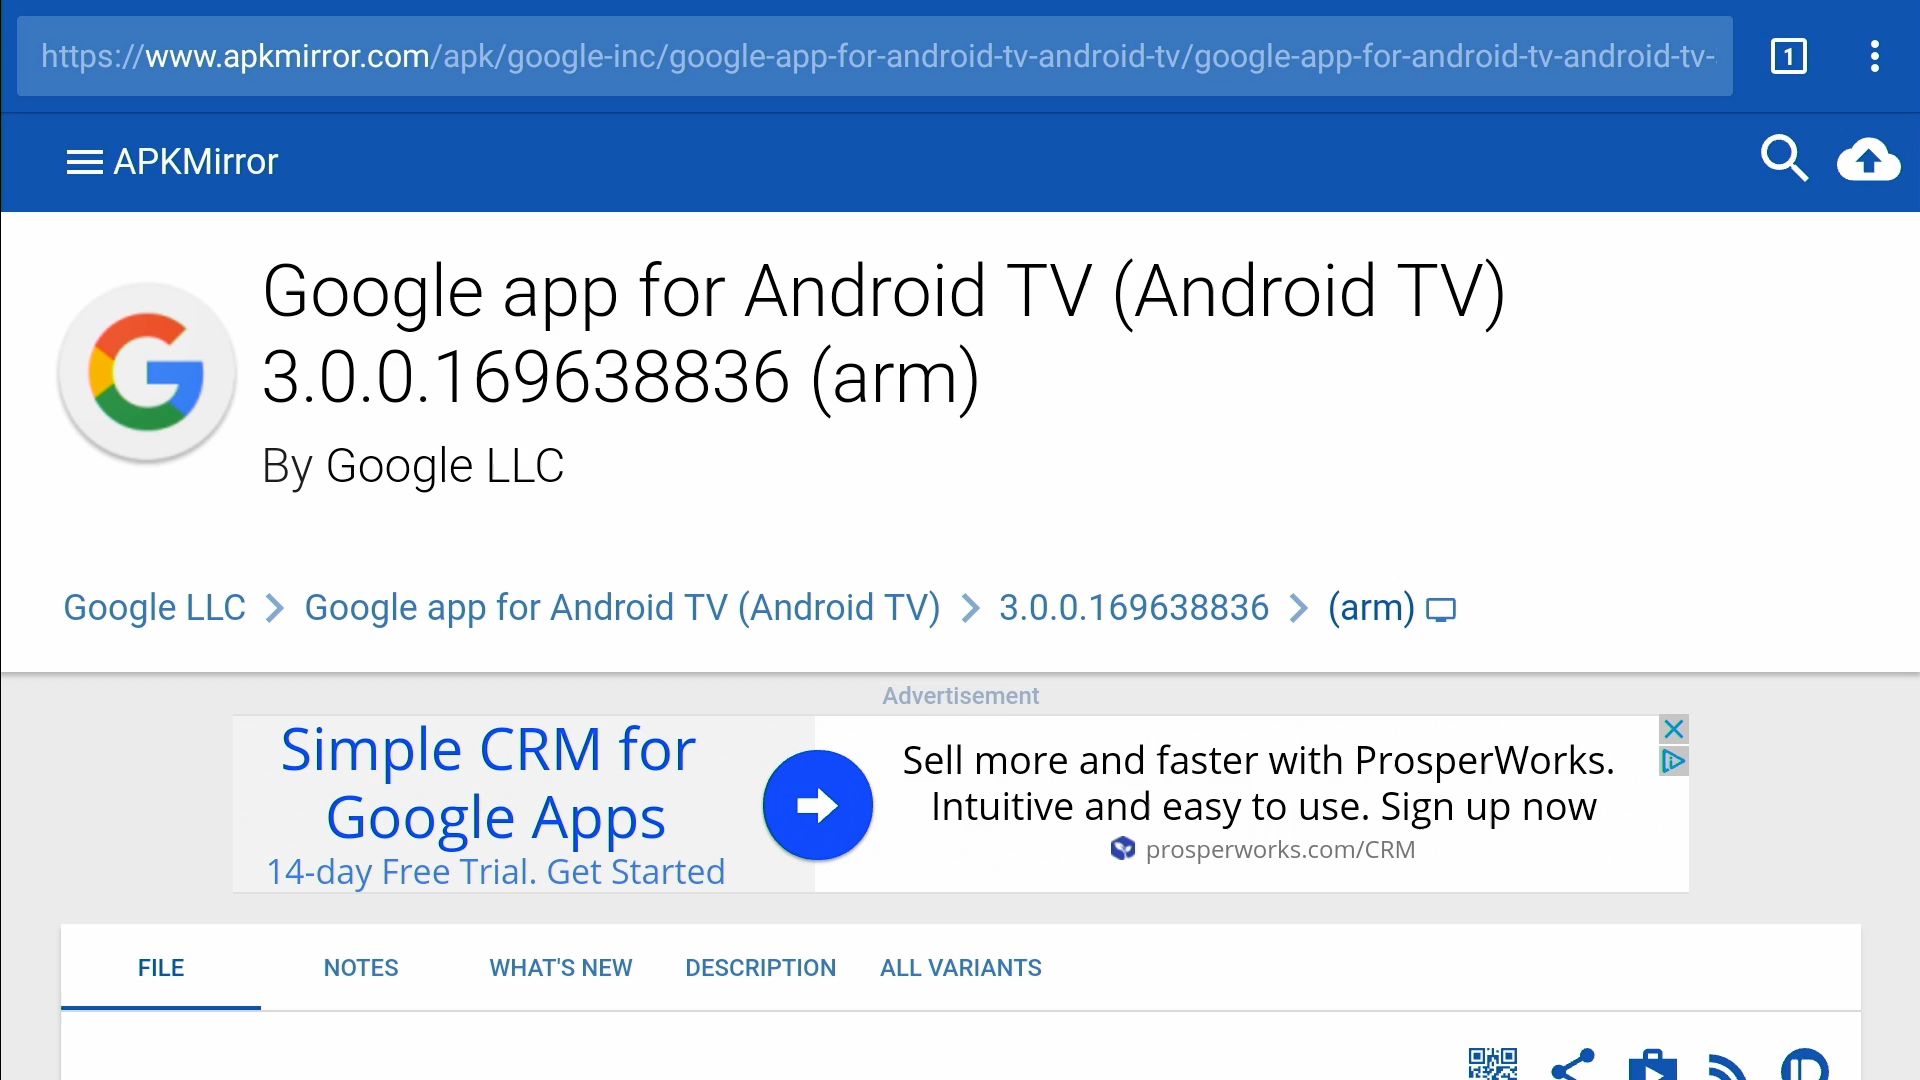 https://www.apkmirror.com/apk/google-inc/google-app-for-android-tv-android-tv/google-app-for-android-tv-android-tv-
1
APKMirror
Google app for Android TV (Android TV)
3.0.0.169638836 (arm)
By Google LLC
Google LLC > Google app for Android TV (Android TV) > 3.0.0.169638836 > (arm)
Advertisement
Simple CRM for
Google Apps
14-day Free Trial. Get Started
Sell more and faster with ProsperWorks.
Intuitive and easy to use. Sign up now
prosperworks.com/CRM
FILE NOTES WHAT'S NEW DESCRIPTION ALL VARIANTS